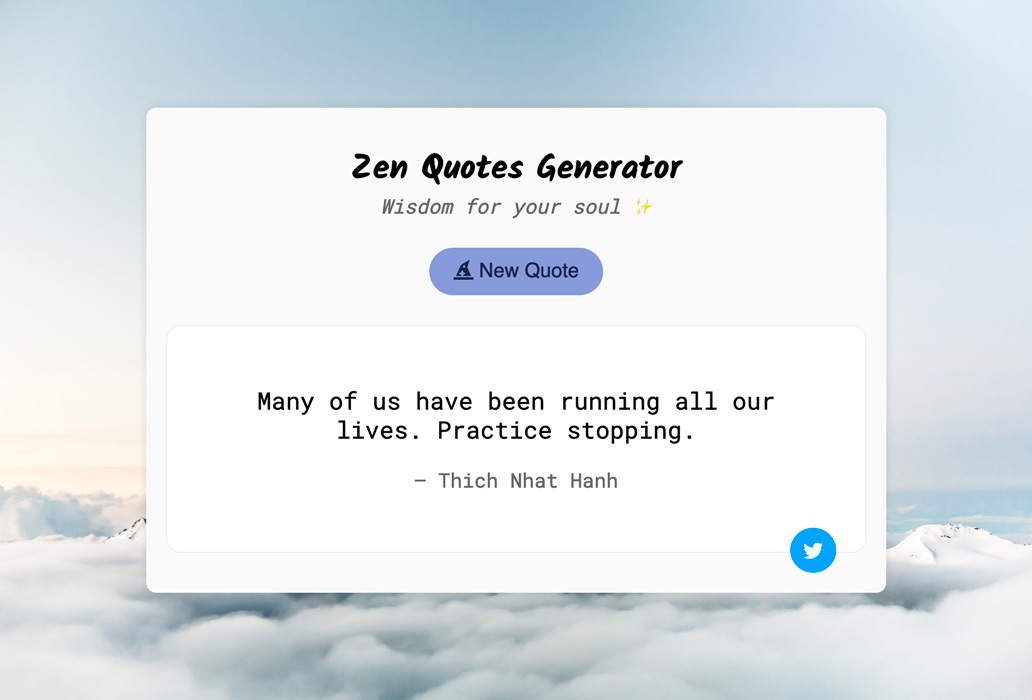 Zen Quotes Generator
Wisdom for your soul ✨
New Quote
Many of us have been running all our
lives. Practice stopping.
— Thich Nhat Hanh